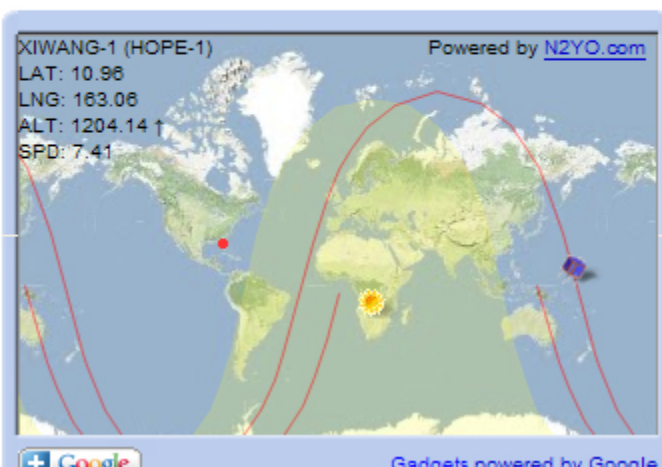 XIWANG-1 (HOPE-1)
Powered by N2YO.com
LAT: 10.96
LNG: 163.06
ALT: 1204.14 ↑
SPD: 7.41
Google
Gadgets powered by Google